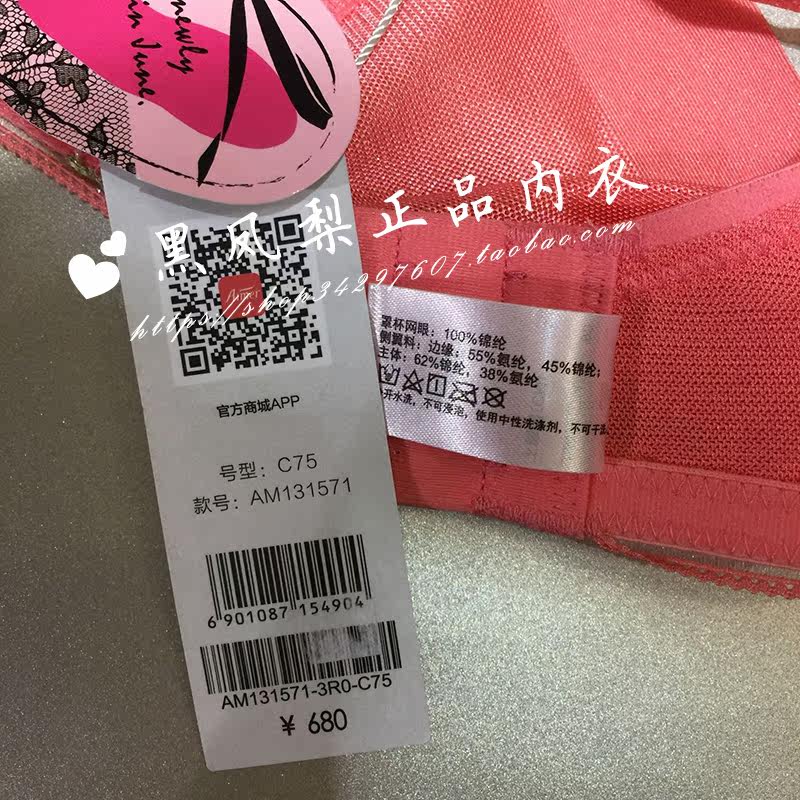 newly
in June.
黑凤梨正品内衣
https://shop34297607.taobao.com
Aimer
官方商城APP
号型：C75
款号：AM131571
6 901087 154904
AM131571-3R0-C75
¥ 680
罩杯网眼：100%锦纶
侧翼料：边缘：55%氨纶，45%锦纶；
主体：62%锦纶，38%氨纶
开水洗，不可浸泡，使用中性洗涤剂，不可干